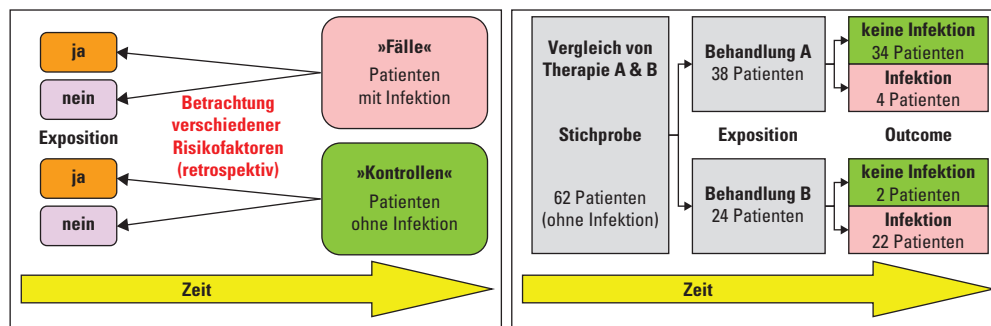 ja
nein
Exposition
ja
nein
Betrachtung
verschiedener
Risikofaktoren
(retrospektiv)
»Fälle«
Patienten
mit Infektion
»Kontrollen«
Patienten
ohne Infektion
Zeit
Vergleich von
Therapie A & B
Stichprobe
62 Patienten
(ohne Infektion)
Behandlung A
38 Patienten
Exposition
Behandlung B
24 Patienten
keine Infektion
34 Patienten
Infektion
4 Patienten
Outcome
keine Infektion
2 Patienten
Infektion
22 Patienten
Zeit